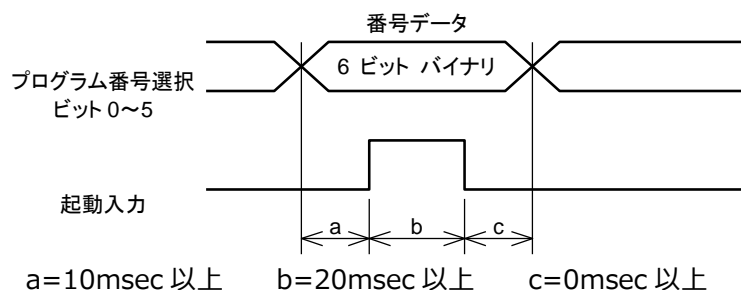 番号データ
プログラム番号選択
ビット 0～5
6 ビット バイナリ
起動入力
a b c
a=10msec 以上 b=20msec 以上 c=0msec 以上